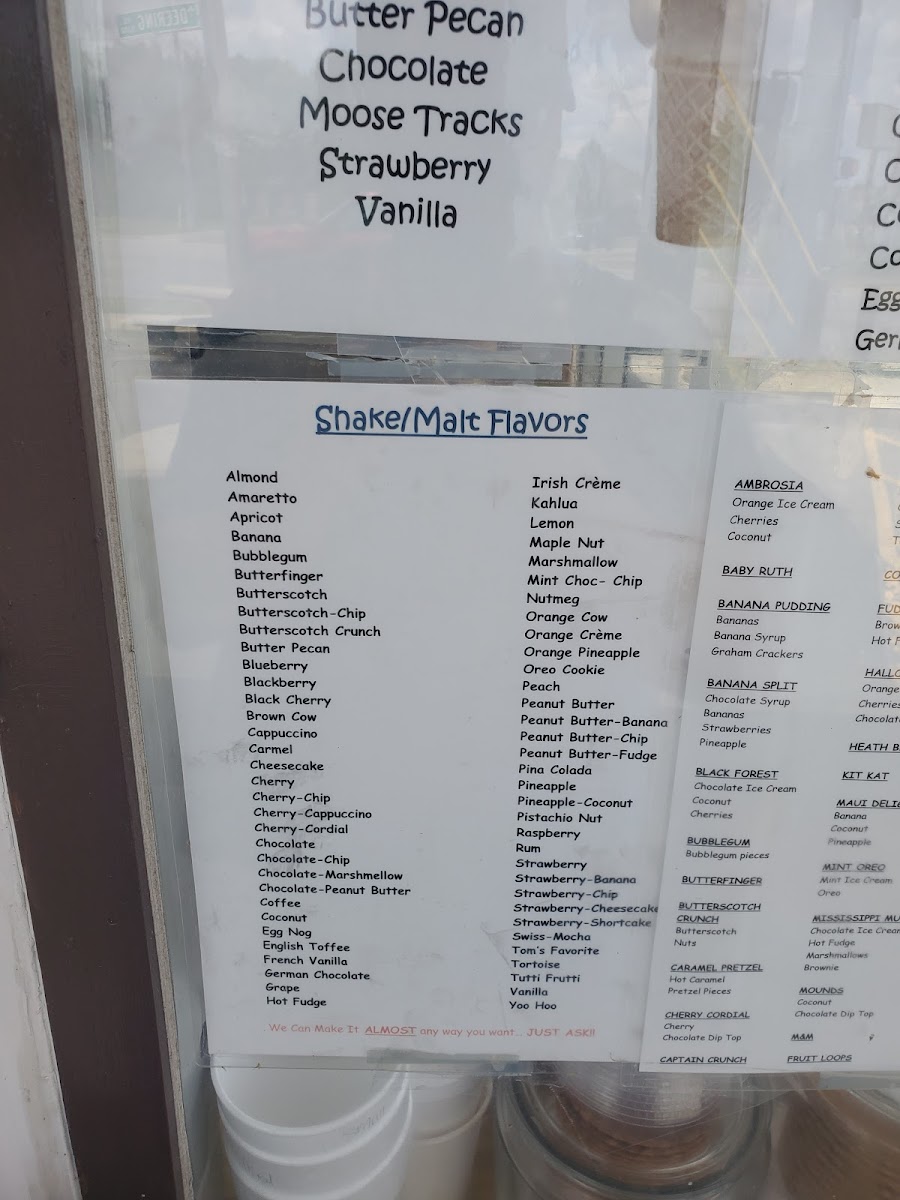 DEERING
Butter Pecan
Chocolate
Moose Tracks
Strawberry
Vanilla
Egg
Shake/Malt Flavors
Almond
Amaretto
Apricot
Banana
Bubblegum
Butterfinger
Butterscotch
Butterscotch-Chip
Butterscotch Crunch
Butter Pecan
Blueberry
Blackberry
Black Cherry
Brown Cow
Cappuccino
Carmel
Cheesecake
Cherry
Cherry-Chip
Cherry-Cappuccino
Cherry-Cordial
Chocolate
Chocolate-Chip
Chocolate-Marshmellow
Chocolate-Peanut Butter
Coffee
Coconut
Egg Nog
English Toffee
French Vanilla
German Chocolate
Grape
Hot Fudge
Irish Crème
Kahlua
Lemon
Maple Nut
Marshmallow
Mint Choc- Chip
Nutmeg
Orange Cow
Orange Crème
Orange Pineapple
Oreo Cookie
Peach
Peanut Butter
Peanut Butter-Banana
Peanut Butter-Chip
Peanut Butter-Fudge
Pina Colada
Pineapple
Pineapple-Coconut
Pistachio Nut
Raspberry
Rum
Strawberry
Strawberry-Banana
Strawberry-Chip
Strawberry-Cheesecake
Strawberry-Shortcake
Swiss-Mocha
Tom's Favorite
Tortoise
Tutti Frutti
Vanilla
Yoo Hoo
We Can Make It ALMOST any way you want... JUST ASK!!
AMBROSIA
Orange Ice Cream
Cherries
Coconut
BABY RUTH
BANANA PUDDING
Bananas
Banana Syrup
Graham Crackers
BANANA SPLIT
Chocolate Syrup
Bananas
Strawberries
Pineapple
BLACK FOREST
Chocolate Ice Cream
Coconut
Cherries
BUBBLEGUM
Bubblegum pieces
BUTTERFINGER
BUTTERSCOTCH
CRUNCH
Butterscotch
Nuts
CARAMEL PRETZEL
Hot Caramel
Pretzel Pieces
CHERRY CORDIAL
Cherry
Chocolate Dip Top
CAPTAIN CRUNCH
Hot
Orange
Cherries
HEATH
KIT KAT
MAUI
Banana
Coconut
Pineapple
MINT OREO
Mint Ice Cream
Oreo
MISSISSIPPI
Chocolate Ice Cream
Hot Fudge
Marshmallows
Brownie
MOUNDS
Coconut
Chocolate Dip Top
M&M
FRUIT LOOPS